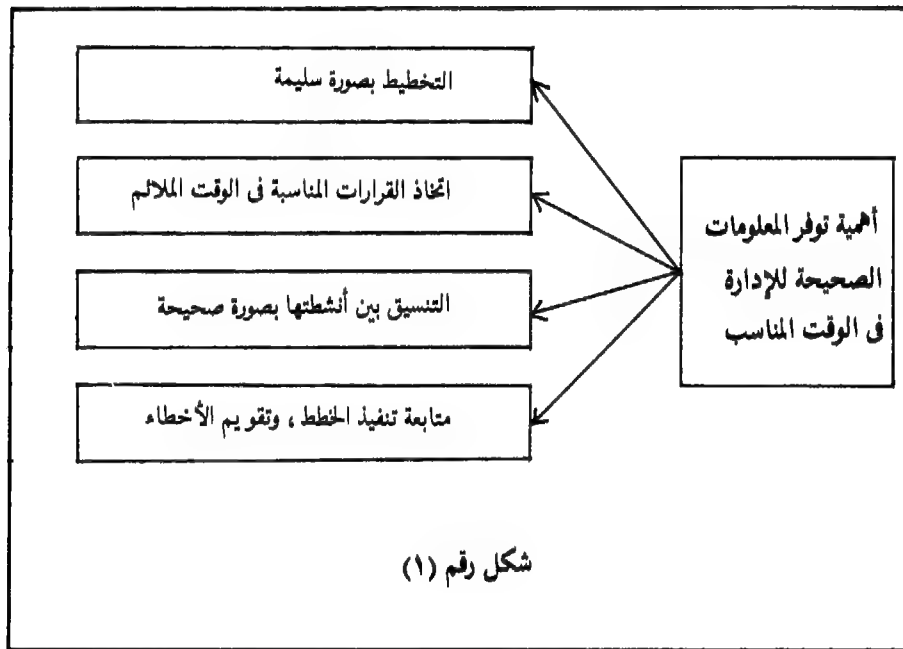 أهمية توفر المعلومات
الصحيحة للإدارة
فى الوقت المناسب
التخطيط بصورة سليمة
اتخاذ القرارات المناسبة فى الوقت الملائم
التنسيق بين أنشطتها بصورة صحيحة
متابعة تنفيذ الخطط ، وتقويم الأخطاء
شكل رقم (١)